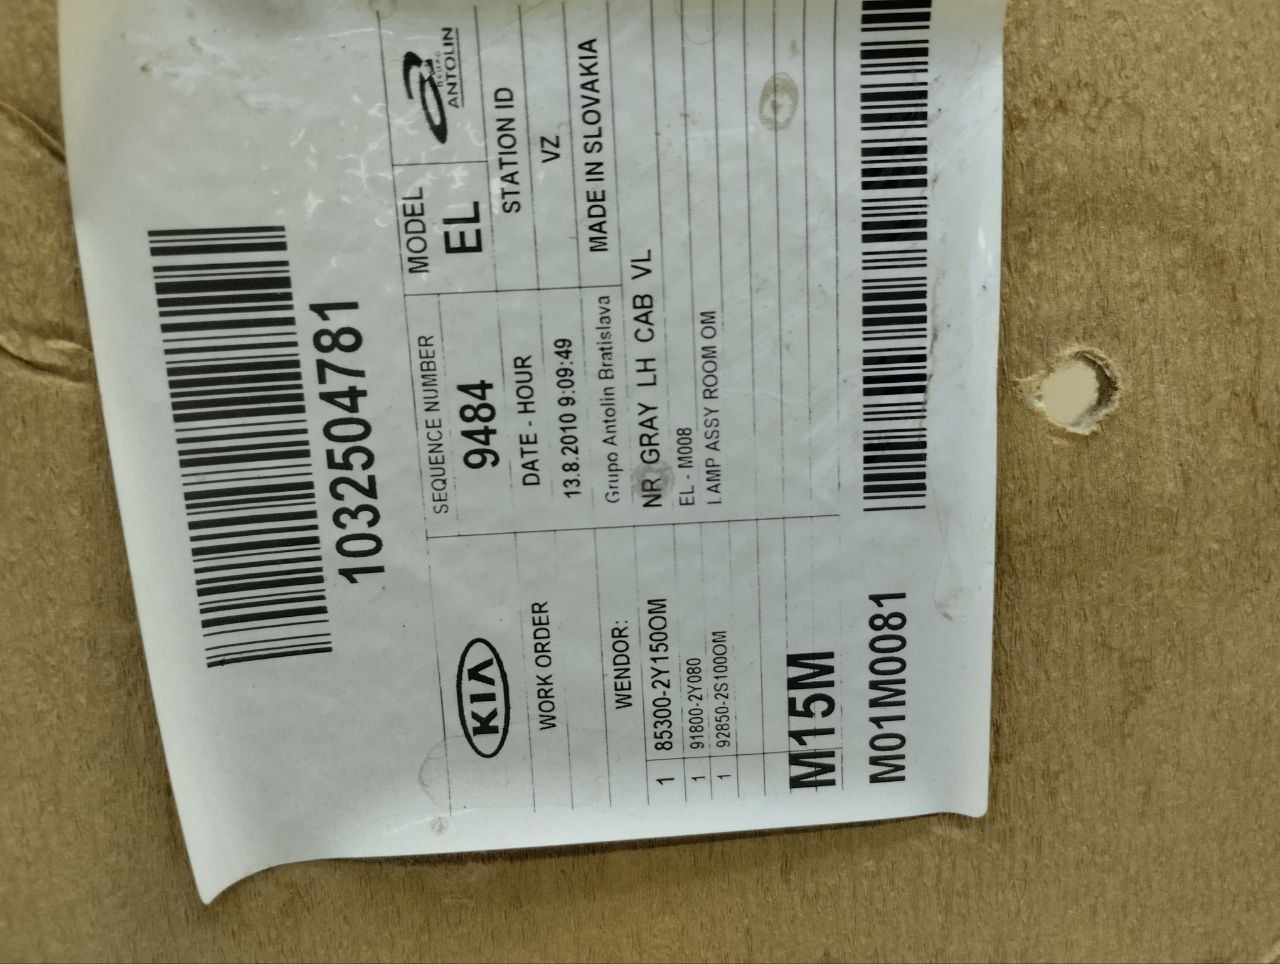 1032504781
SEQUENCE NUMBER
MODEL
KIA
9484
EL
GRUPO
ANTOLIN
WORK ORDER
DATE - HOUR
STATION ID
13.8.2010 9:09:49
VZ
WENDOR:
Grupo Antolin Bratislava
MADE IN SLOVAKIA
1 85300-2Y150OM NR GRAY LH CAB VL
1 91800-2Y080 EL - M008
1 92850-2S100OM LAMP ASSY ROOM OM
M15M
M01M0081